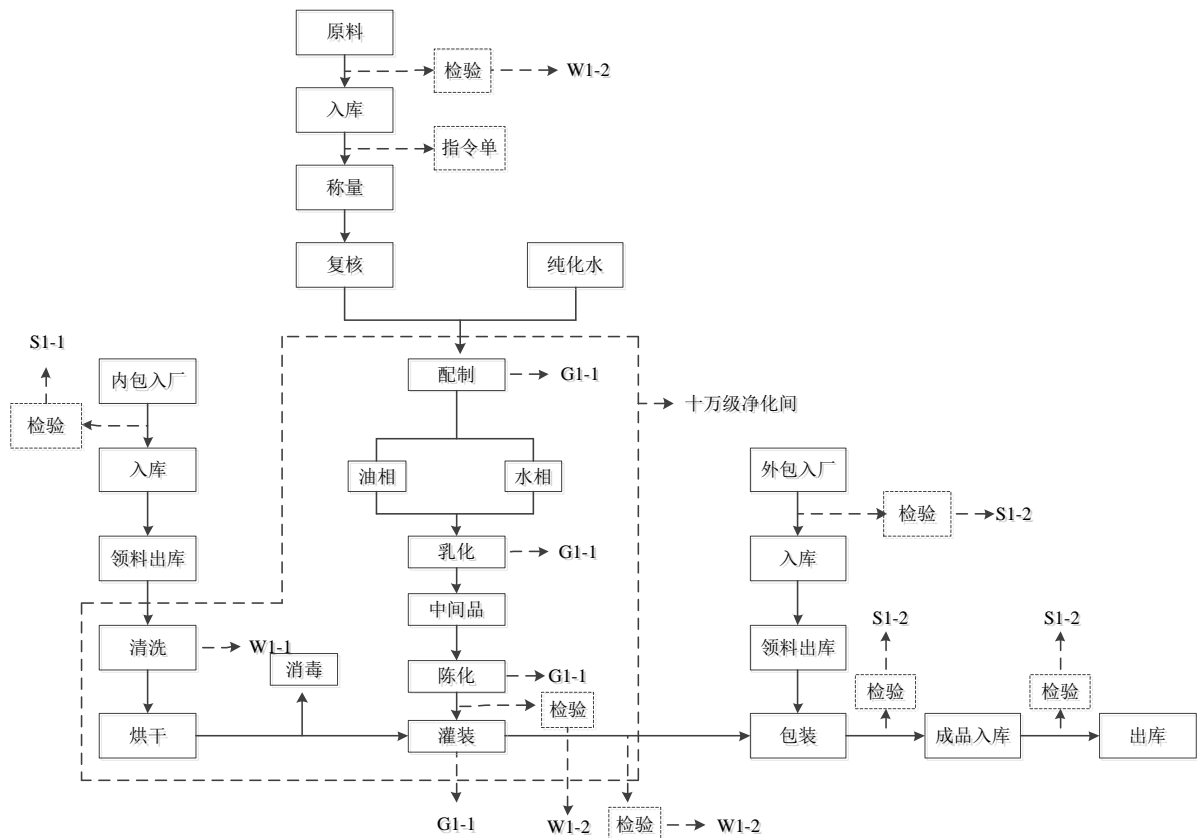 原料
检验
W1-2
入库
指令单
称量
复核
纯化水
S1-1
内包入厂
配制
G1-1
十万级净化间
检验
入库
油相
水相
外包入厂
检验
S1-2
领料出库
乳化
G1-1
入库
中间品
S1-2
S1-2
清洗
W1-1
消毒
领料出库
陈化
G1-1
检验
检验
检验
烘干
灌装
包装
成品入库
出库
G1-1
W1-2
检验
W1-2